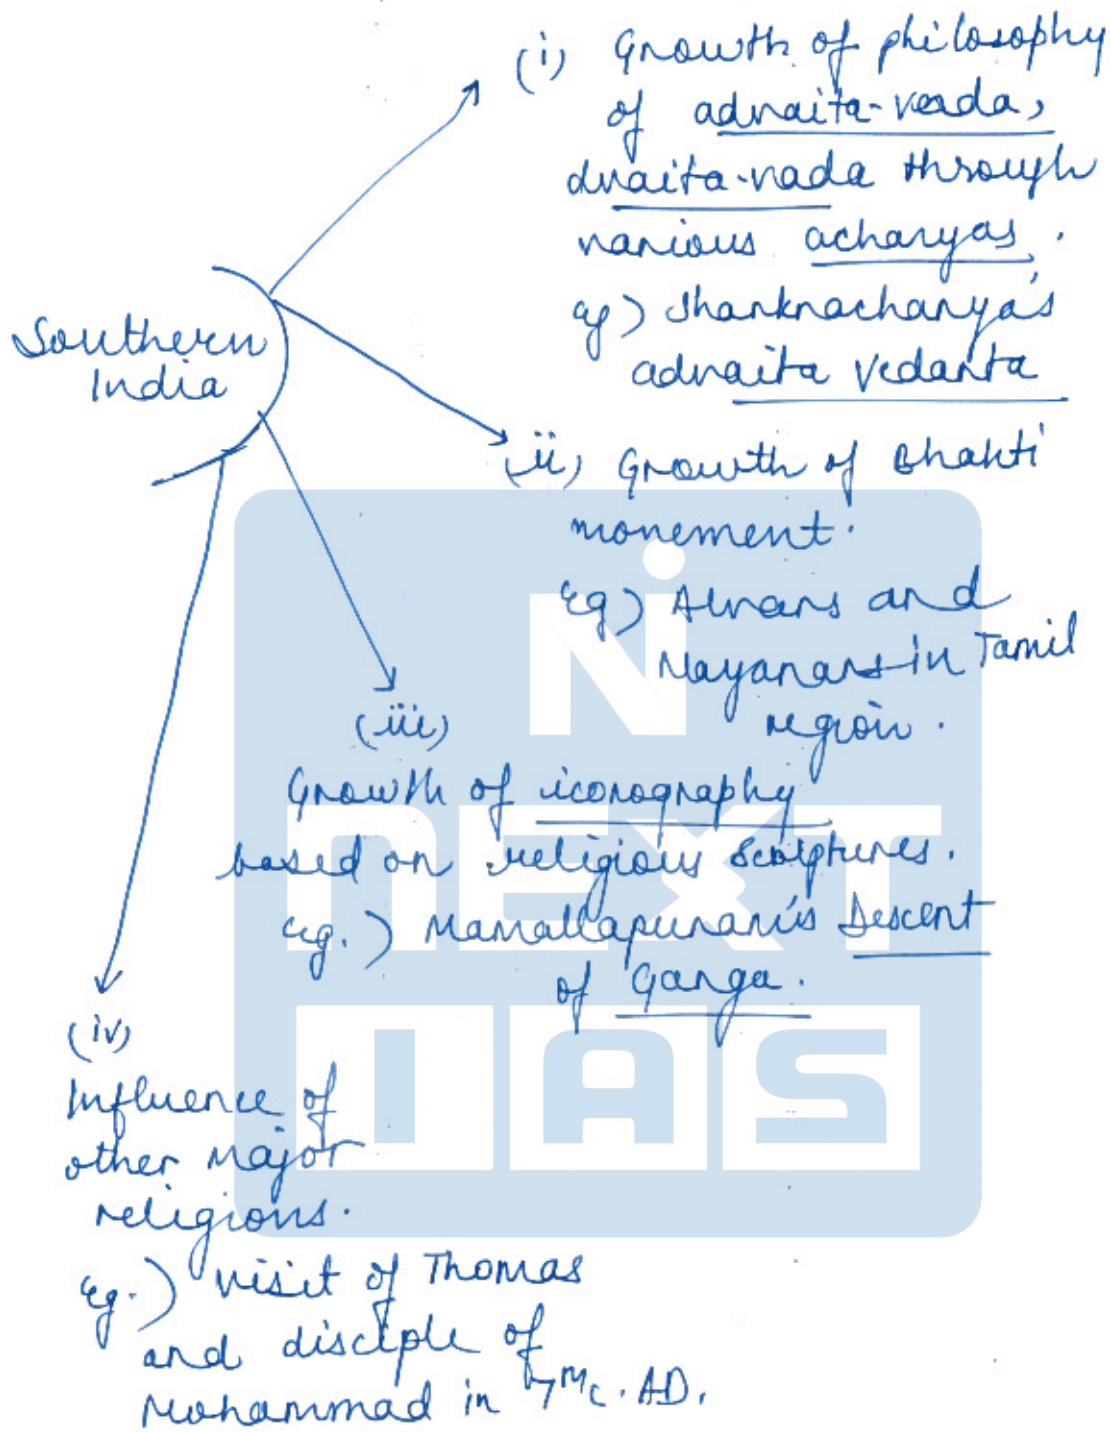 Southern
India
(i) Growth of philosophy
of advaita-vada,
dvaita-vada through
various acharyas.
eg) Shankracharya's
advaita vedanta
(ii) Growth of Bhakti
movement.
Eg) Alvars and
Nayanars in Tamil
region.
(iii)
Growth of iconography
based on religious sculptures.
eg.) Mamallapuram's Descent
of Ganga.
(iv)
Influence of
other major
religions.
Eg.) visit of Thomas
and disciple of
Mohammad in 7th c. AD.
NEXT
IAS